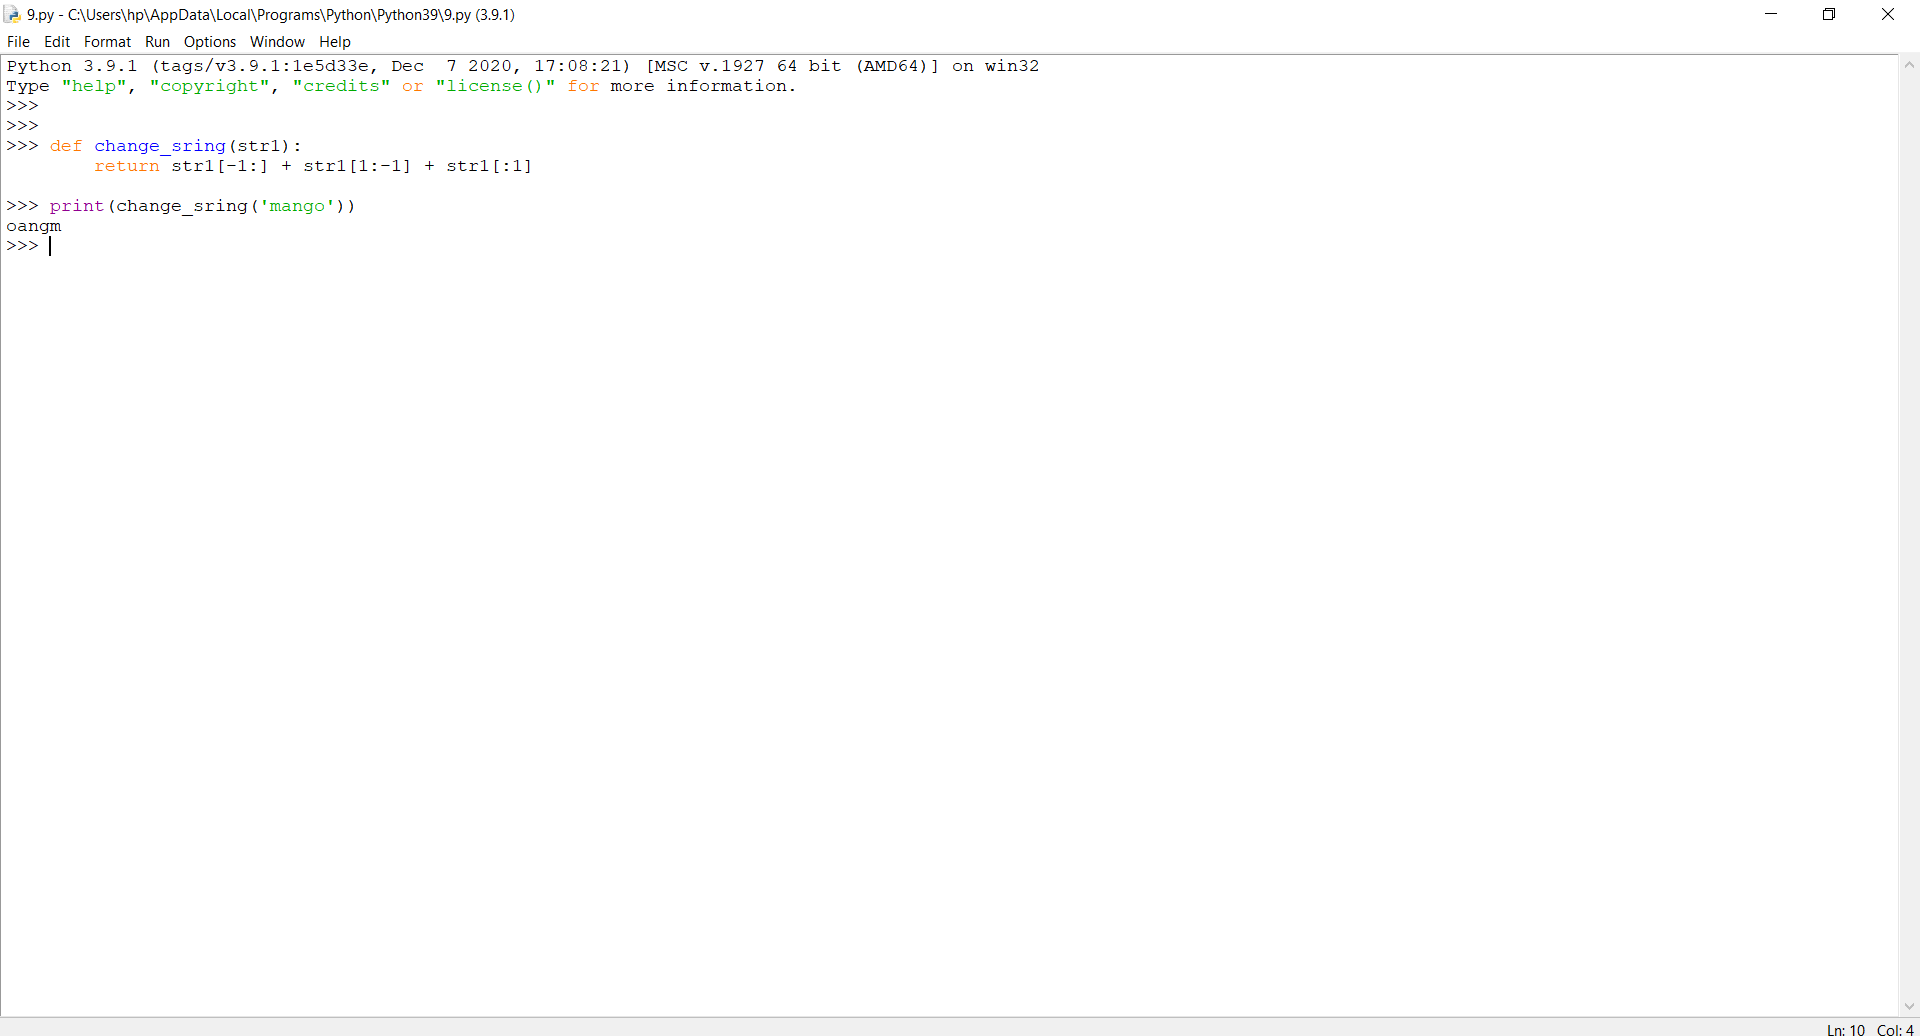 9.py - C:\Users\hp\AppData\Local\Programs\Python\Python39\9.py (3.9.1)
File Edit Format Run Options Window Help
Python 3.9.1 (tags/v3.9.1:1e5d33e, Dec  7 2020, 17:08:21) [MSC v.1927 64 bit (AMD64)] on win32
Type "help", "copyright", "credits" or "license()" for more information.
>>>
>>>
>>> def change_sring(str1):
        return str1[-1:] + str1[1:-1] + str1[:1]
>>> print(change_sring('mango'))
oangm
>>>
Ln: 10 Col: 4